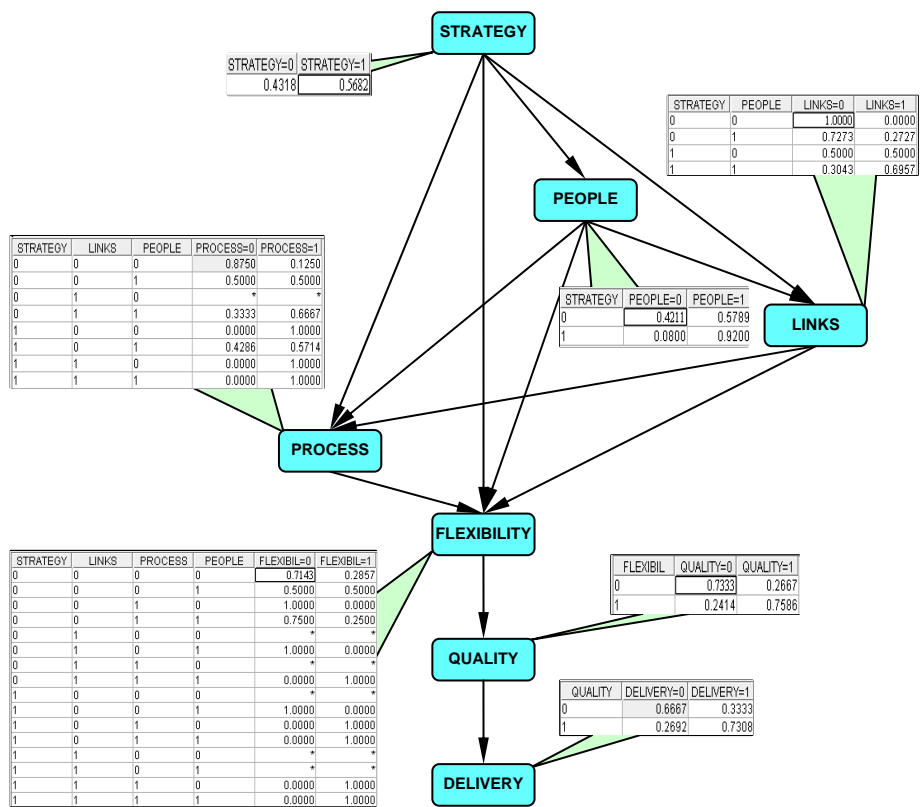 STRATEGY
STRATEGY=0 STRATEGY=1
0.4318 0.5682
STRATEGY PEOPLE LINKS=0 LINKS=1
0 0 1.0000 0.0000
0 1 0.7273 0.2727
1 0 0.5000 0.5000
1 1 0.3043 0.6957
PEOPLE
STRATEGY LINKS PEOPLE PROCESS=0 PROCESS=1
0 0 0 0.8750 0.1250
0 0 1 0.5000 0.5000
0 1 0 * *
0 1 1 0.3333 0.6667
1 0 0 0.0000 1.0000
1 0 1 0.4286 0.5714
1 1 0 0.0000 1.0000
1 1 1 0.0000 1.0000
STRATEGY PEOPLE=0 PEOPLE=1
0 0.4211 0.5789
1 0.0800 0.9200
LINKS
PROCESS
FLEXIBILITY
STRATEGY LINKS PROCESS PEOPLE FLEXIBIL=0 FLEXIBIL=1
0 0 0 0 0.7143 0.2857
0 0 0 1 0.5000 0.5000
0 0 1 0 1.0000 0.0000
0 0 1 1 0.7500 0.2500
0 1 0 0 * *
0 1 0 1 1.0000 0.0000
0 1 1 0 * *
0 1 1 1 0.0000 1.0000
1 0 0 0 * *
1 0 0 1 1.0000 0.0000
1 0 1 0 0.0000 1.0000
1 0 1 1 0.0000 1.0000
1 1 0 0 * *
1 1 0 1 * *
1 1 1 0 0.0000 1.0000
1 1 1 1 0.0000 1.0000
FLEXIBIL QUALITY=0 QUALITY=1
0 0.7333 0.2667
1 0.2414 0.7586
QUALITY
QUALITY DELIVERY=0 DELIVERY=1
0 0.6667 0.3333
1 0.2692 0.7308
DELIVERY